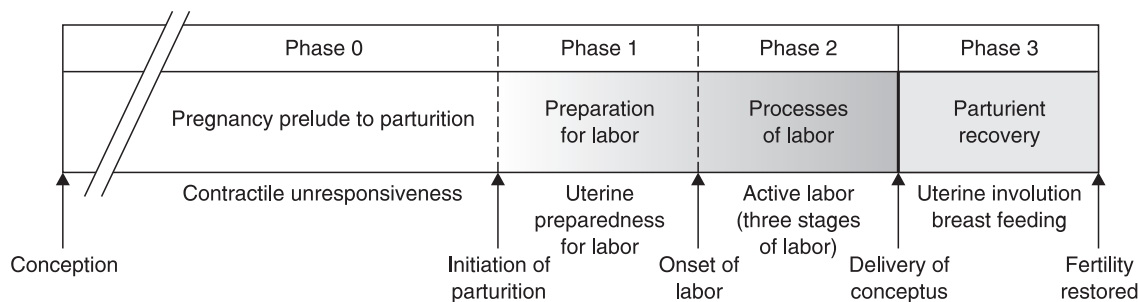 Phase 0
Phase 1
Phase 2
Phase 3
Pregnancy prelude to parturition
Preparation
for labor
Processes
of labor
Parturient
recovery
Contractile unresponsiveness
Uterine
preparedness
for labor
Active labor
(three stages
of labor)
Uterine involution
breast feeding
Conception
Initiation of
parturition
Onset of
labor
Delivery of
conceptus
Fertility
restored